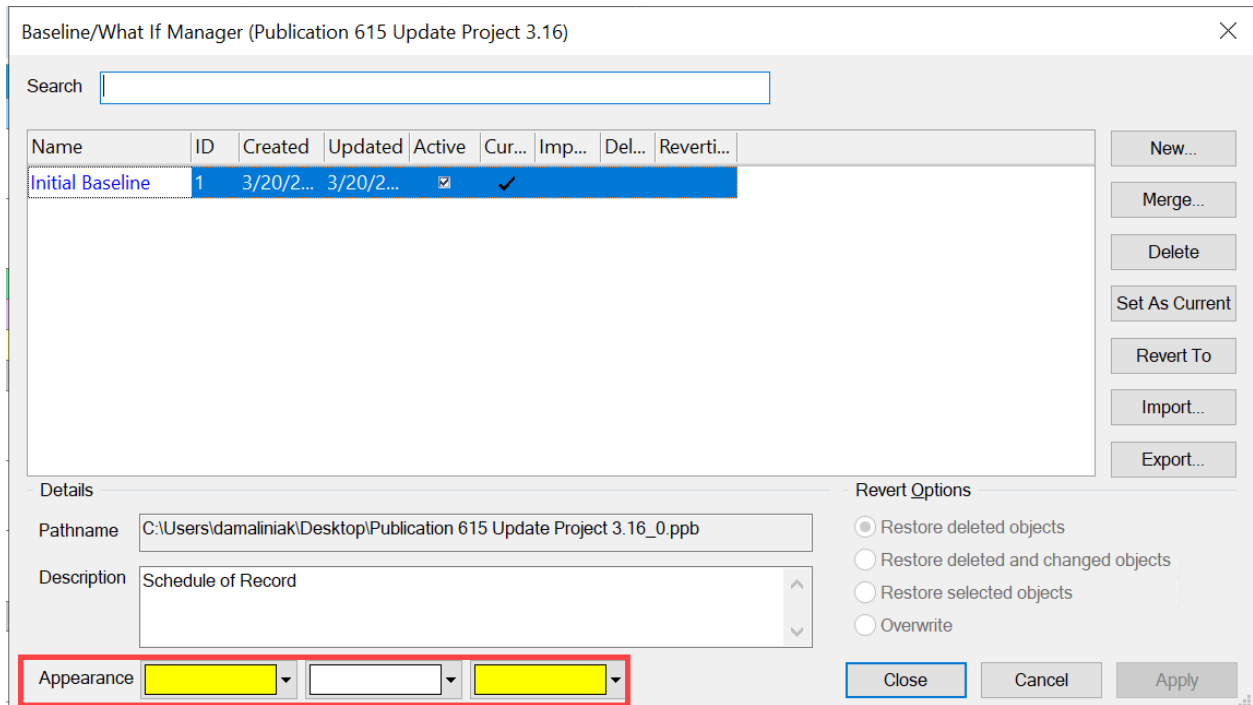 Baseline/What If Manager (Publication 615 Update Project 3.16)
Search
Name ID Created Updated Active Cur... Imp... Del... Reverti...
Initial Baseline 1 3/20/2... 3/20/2...
New...
Merge...
Delete
Set As Current
Revert To
Import...
Export...
Details
Pathname C:\Users\damaliniak\Desktop\Publication 615 Update Project 3.16_0.ppb
Description Schedule of Record
Appearance
Revert Options
Restore deleted objects
Restore deleted and changed objects
Restore selected objects
Overwrite
Close Cancel Apply